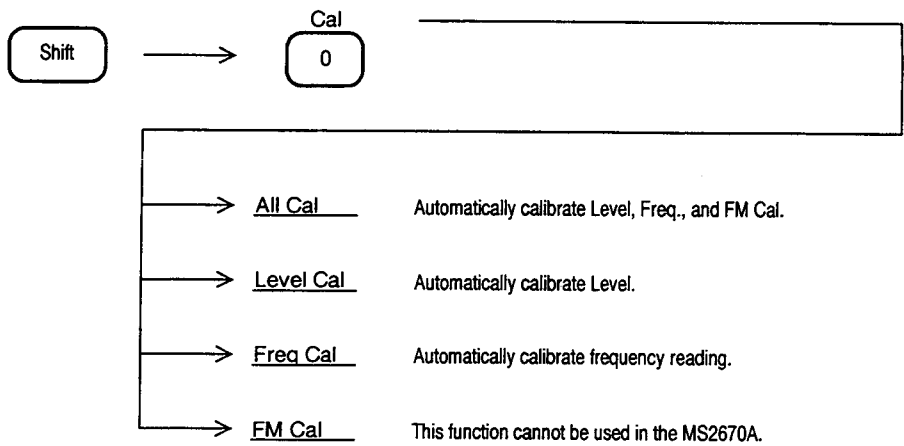 Cal
Shift 0
All Cal Automatically calibrate Level, Freq., and FM Cal.
Level Cal Automatically calibrate Level.
Freq Cal Automatically calibrate frequency reading.
FM Cal This function cannot be used in the MS2670A.